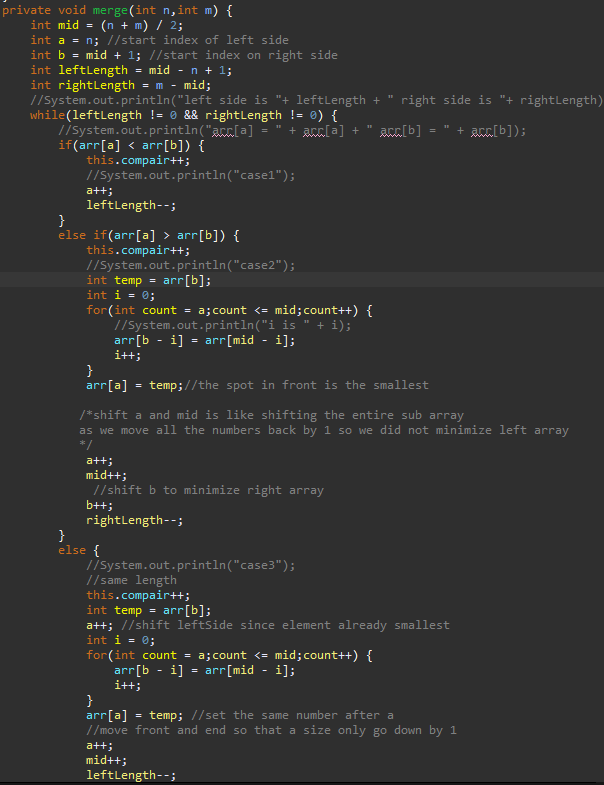 private void merge(int n,int m) {
int mid = (n + m) / 2;
int a = n; //start index of left side
int b = mid + 1; //start index on right side
int leftLength = mid - n + 1;
int rightLength = m - mid;
//System.out.println("left side is "+ leftLength + " right side is "+ rightLength)
while(leftLength != 0 && rightLength != 0) {
//System.out.println("arr[a] = " + arr[a] + " arr[b] = " + arr[b]);
if(arr[a] < arr[b]) {
this.compair++;
//System.out.println("case1");
a++;
leftLength--;
}
else if(arr[a] > arr[b]) {
this.compair++;
//System.out.println("case2");
int temp = arr[b];
int i = 0;
for(int count = a;count <= mid;count++) {
//System.out.println("i is " + i);
arr[b - i] = arr[mid - i];
i++;
}
arr[a] = temp;//the spot in front is the smallest
/*shift a and mid is like shifting the entire sub array
as we move all the numbers back by 1 so we did not minimize left array
*/
a++;
mid++;
//shift b to minimize right array
b++;
rightLength--;
}
else {
//System.out.println("case3");
//same length
this.compair++;
int temp = arr[b];
a++; //shift leftSide since element already smallest
int i = 0;
for(int count = a;count <= mid;count++) {
arr[b - i] = arr[mid - i];
i++;
}
arr[a] = temp; //set the same number after a
//move front and end so that a size only go down by 1
a++;
mid++;
leftLength--;